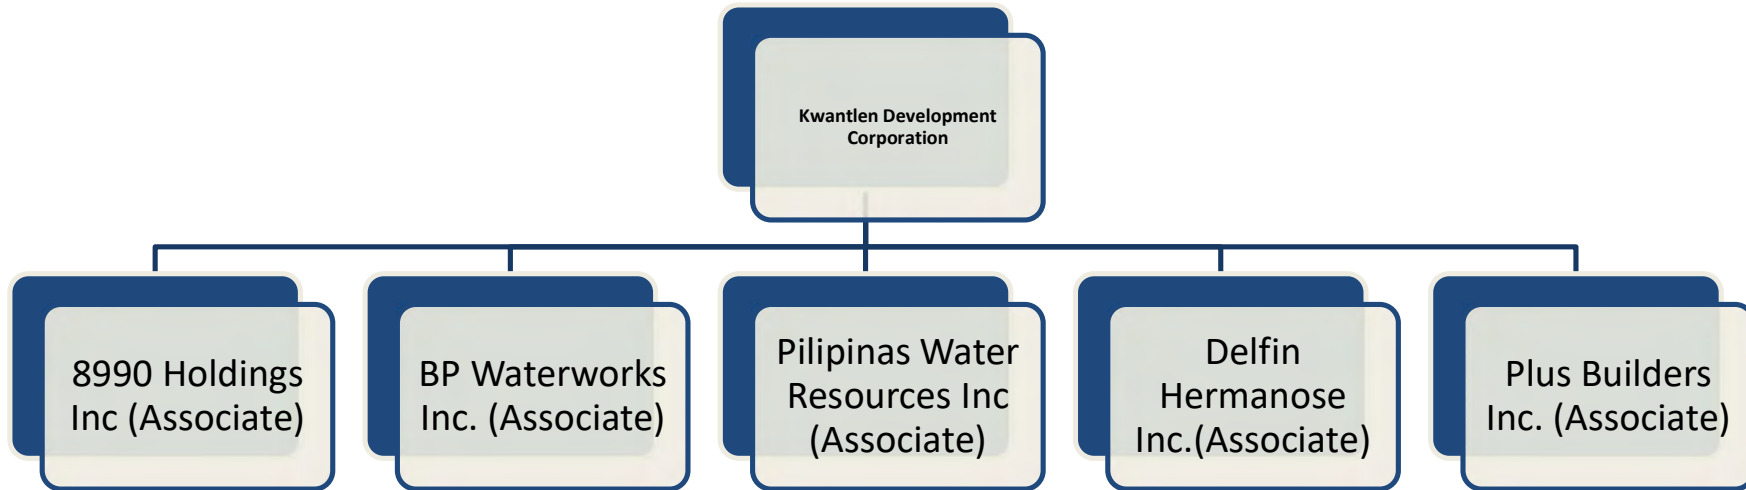 Kwantlen Development
Corporation
8990 Holdings
Inc (Associate)
BP Waterworks
Inc. (Associate)
Pilipinas Water
Resources Inc
(Associate)
Delfin
Hermanose
Inc.(Associate)
Plus Builders
Inc. (Associate)